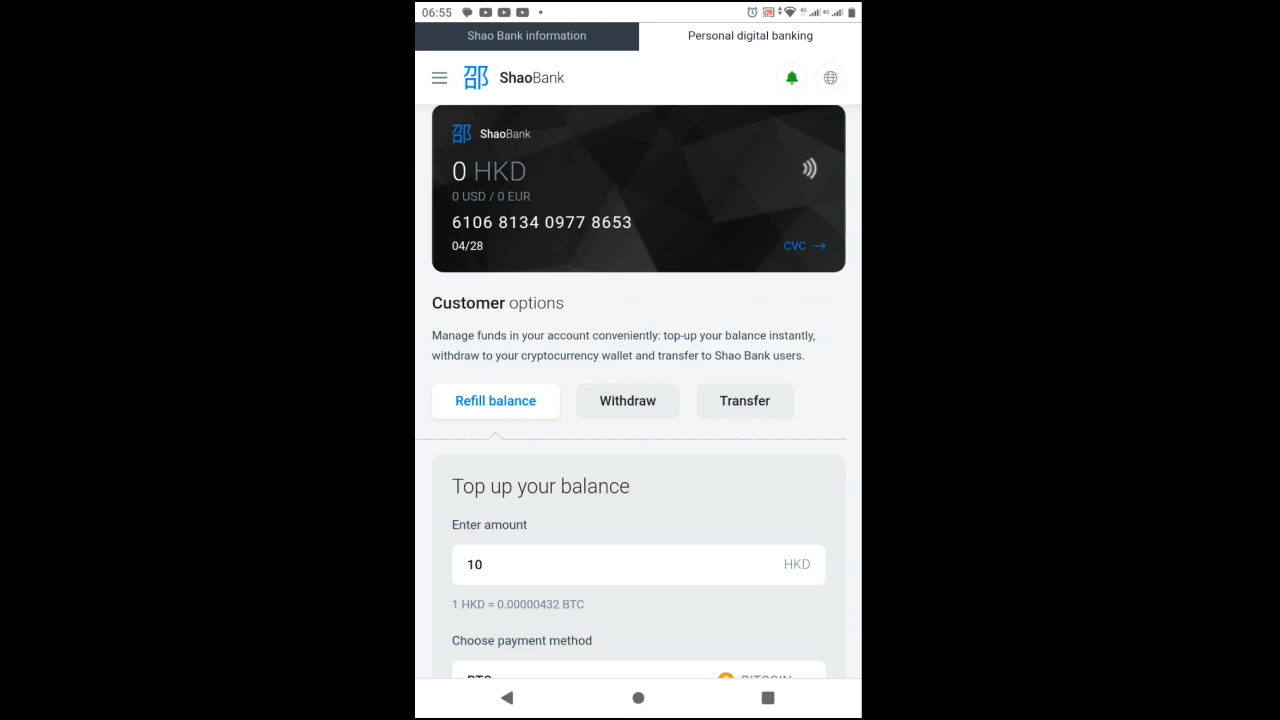 06:55
Shao Bank information Personal digital banking
邵 ShaoBank
邵 ShaoBank
0 HKD
0 USD / 0 EUR
6106 8134 0977 8653
04/28 CVC →
Customer options
Manage funds in your account conveniently: top-up your balance instantly,
withdraw to your cryptocurrency wallet and transfer to Shao Bank users.
Refill balance Withdraw Transfer
Top up your balance
Enter amount
10 HKD
1 HKD = 0.00000432 BTC
Choose payment method
BTC BITCOIN